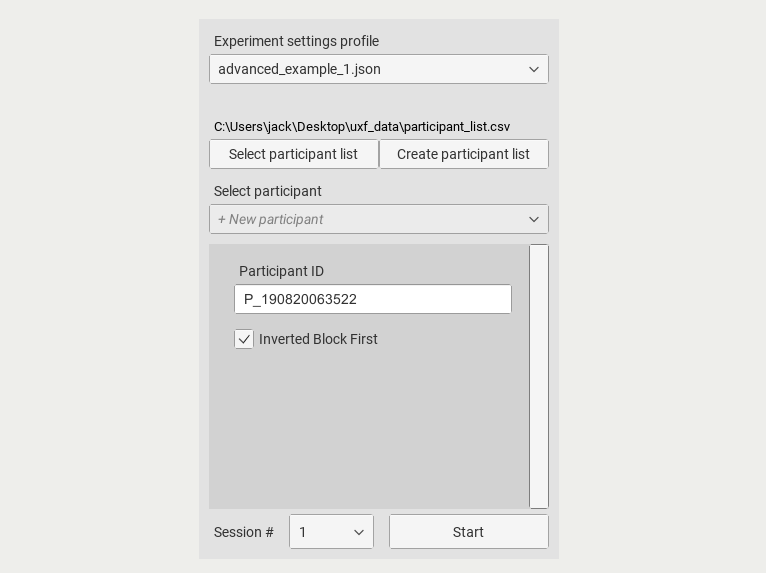 Experiment settings profile
advanced_example_1.json
C:\Users\jack\Desktop\uxf_data\participant_list.csv
Select participant list
Create participant list
Select participant
+ New participant
Participant ID
P_190820063522
Inverted Block First
Session #
1
Start